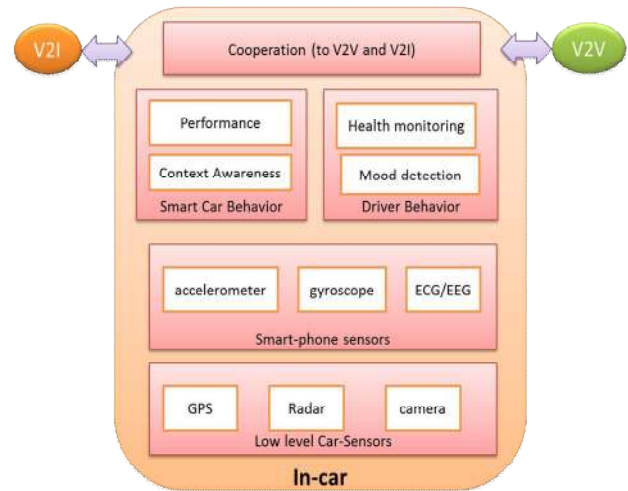 V2I
Cooperation (to V2V and V2I)
V2V
Performance
Context Awareness
Smart Car Behavior
Health monitoring
Mood detection
Driver Behavior
accelerometer
gyroscope
ECG/EEG
Smart-phone sensors
GPS
Radar
camera
Low level Car-Sensors
In-car